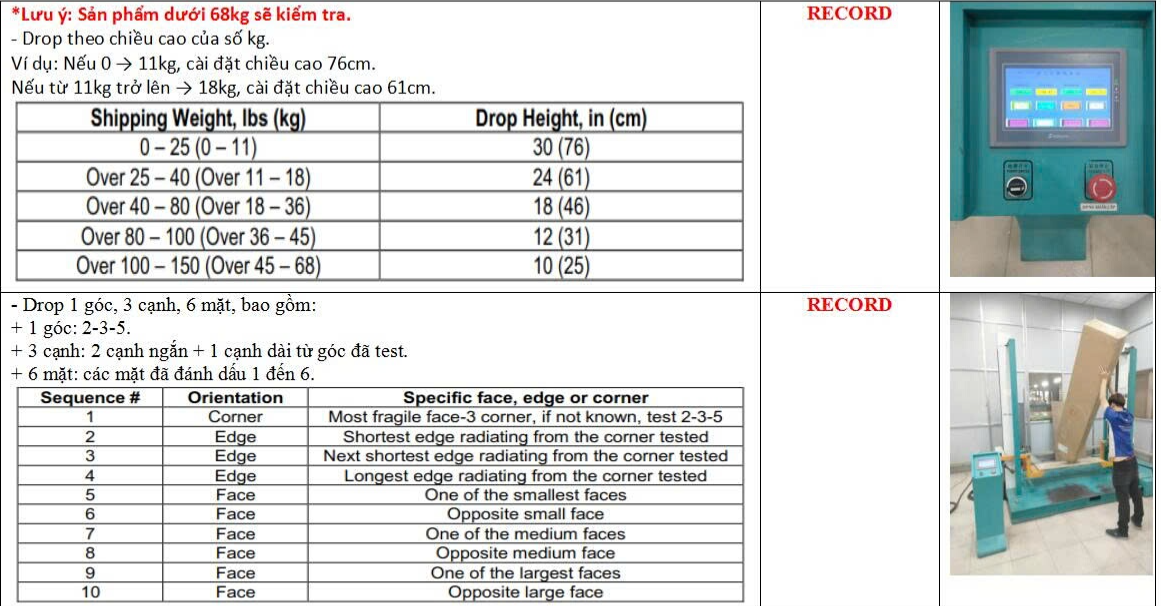 *Lưu ý: Sản phẩm dưới 68kg sẽ kiểm tra.
- Drop theo chiều cao của số kg.
Ví dụ: Nếu 0 → 11kg, cài đặt chiều cao 76cm.
Nếu từ 11kg trở lên → 18kg, cài đặt chiều cao 61cm.
Shipping Weight, lbs (kg) Drop Height, in (cm)
0 – 25 (0 – 11) 30 (76)
Over 25 – 40 (Over 11 – 18) 24 (61)
Over 40 – 80 (Over 18 – 36) 18 (46)
Over 80 – 100 (Over 36 – 45) 12 (31)
Over 100 – 150 (Over 45 – 68) 10 (25)
RECORD
- Drop 1 góc, 3 cạnh, 6 mặt, bao gồm:
+ 1 góc: 2-3-5.
+ 3 cạnh: 2 cạnh ngắn + 1 cạnh dài từ góc đã test.
+ 6 mặt: các mặt đã đánh dấu 1 đến 6.
Sequence # Orientation Specific face, edge or corner
1 Corner Most fragile face-3 corner, if not known, test 2-3-5
2 Edge Shortest edge radiating from the corner tested
3 Edge Next shortest edge radiating from the corner tested
4 Edge Longest edge radiating from the corner tested
5 Face One of the smallest faces
6 Face Opposite small face
7 Face One of the medium faces
8 Face Opposite medium face
9 Face One of the largest faces
10 Face Opposite large face
RECORD